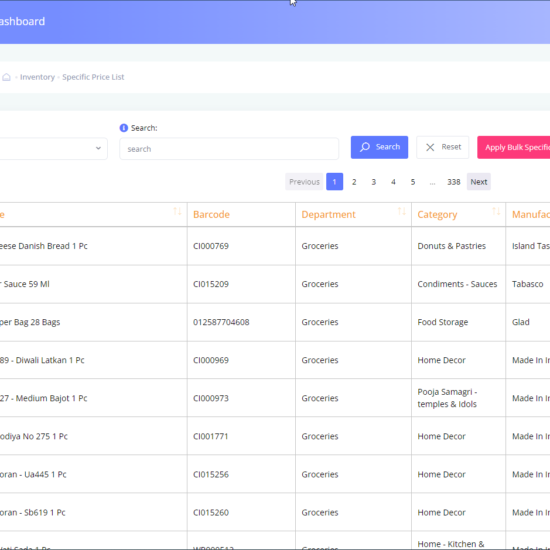 ashboard
Inventory - Specific Price List
Search:
search
Search
Reset
Apply Bulk Specific
Previous 1 2 3 4 5 ... 338 Next
e Barcode Department Category Manufac
eese Danish Bread 1 Pc CI000769 Groceries Donuts & Pastries Island Tas
r Sauce 59 Ml CI015209 Groceries Condiments - Sauces Tabasco
per Bag 28 Bags 012587704608 Groceries Food Storage Glad
89 - Diwali Latkan 1 Pc CI000969 Groceries Home Decor Made In In
27 - Medium Bajot 1 Pc CI000973 Groceries Pooja Samagri - Made In In
temples & Idols
odiya No 275 1 Pc CI001771 Groceries Home Decor Made In In
oran - Ua445 1 Pc CI015256 Groceries Home Decor Made In In
oran - Sb619 1 Pc CI015260 Groceries Home Decor Made In In
Groceries Home - Kitchen & Made In In